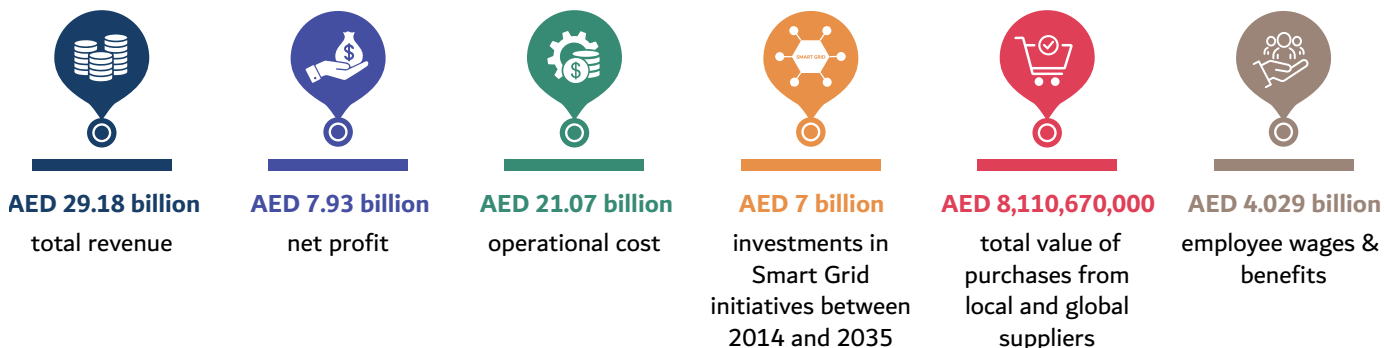 SMART GRID
AED 29.18 billion
total revenue
AED 7.93 billion
net profit
AED 21.07 billion
operational cost
AED 7 billion
investments in
Smart Grid
initiatives between
2014 and 2035
AED 8,110,670,000
total value of
purchases from
local and global
suppliers
AED 4.029 billion
employee wages &
benefits